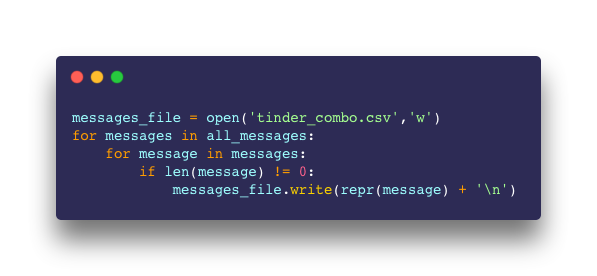 messages_file = open('tinder_combo.csv','w')
for messages in all_messages:
    for message in messages:
        if len(message) != 0:
            messages_file.write(repr(message) + '\n')